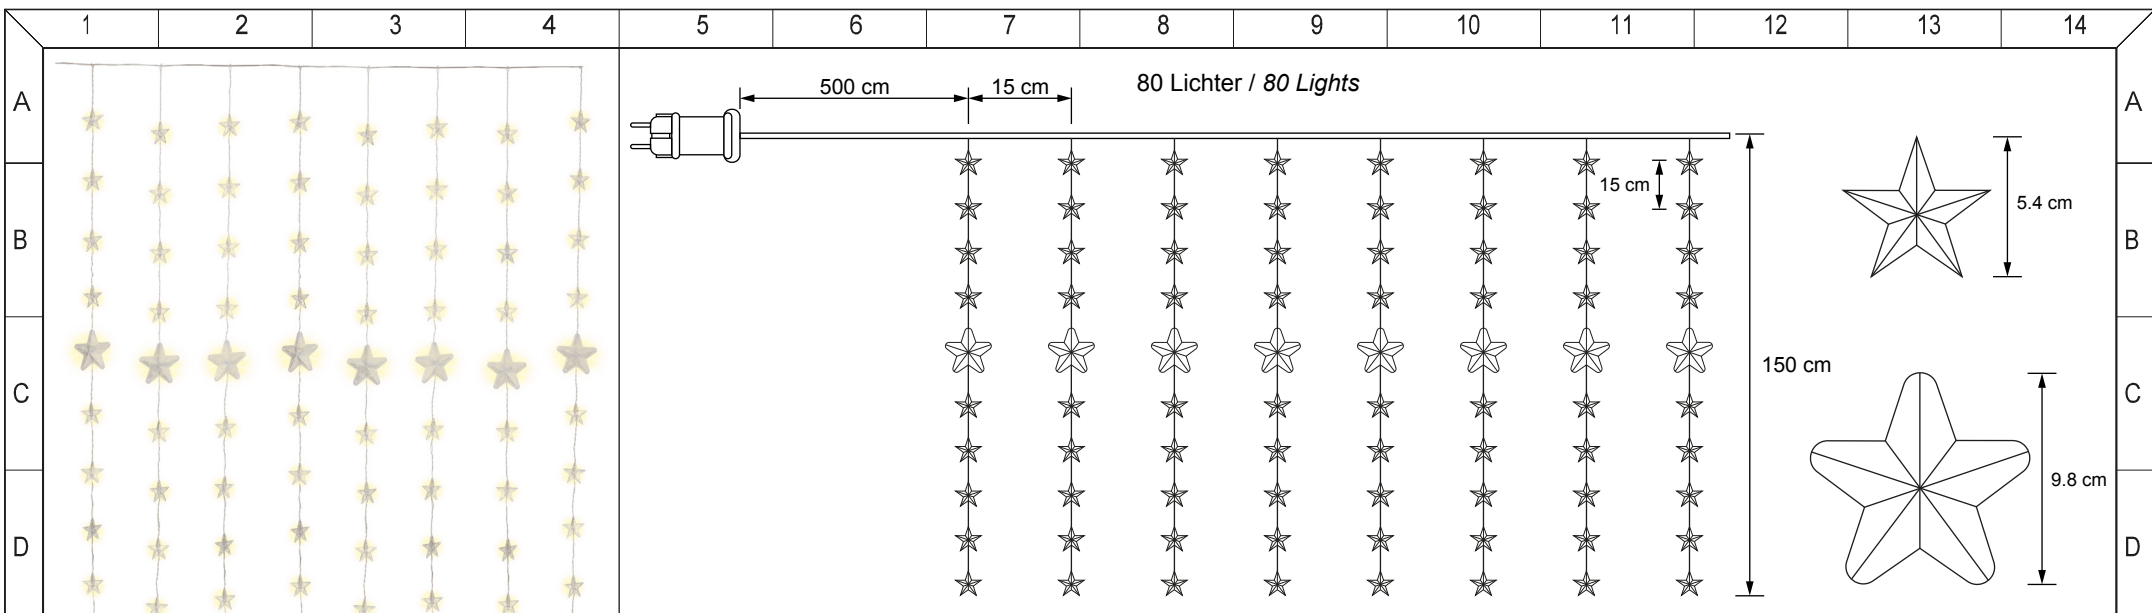 1 2 3 4 5 6 7 8 9 10 11 12 13 14
A A
500 cm 15 cm 80 Lichter / 80 Lights
15 cm 5.4 cm
B B
150 cm
C C
9.8 cm
D D